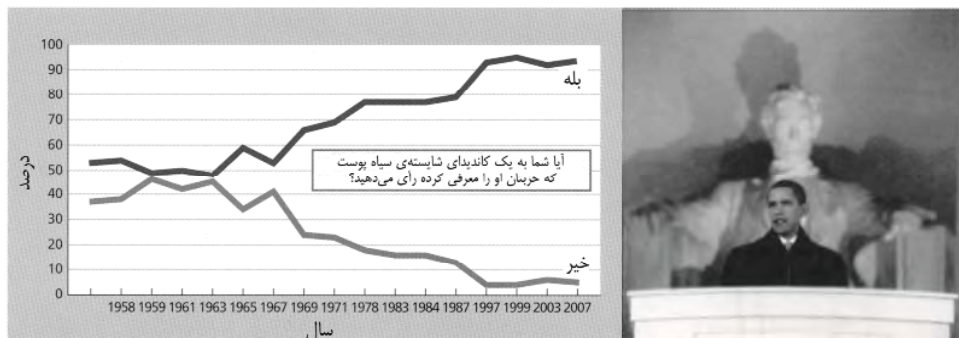 100
90
80
70
60
50
40
30
20
10
0
درصد
بله
آیا شما به یک کاندیدای شایسته‌ی سیاه پوست
که حزبتان او را معرفی کرده رأی می‌دهید؟
خیر
1958 1959 1961 1963 1965 1967 1969 1971 1978 1983 1984 1987 1997 1999 2003 2007
سال